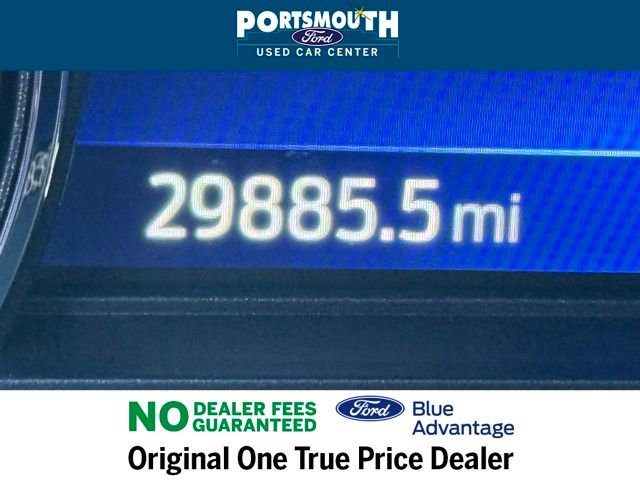 PORTSMOUTH
Ford
USED CAR CENTER
29885.5 mi
NO DEALER FEES GUARANTEED
Ford
Blue Advantage
Original One True Price Dealer